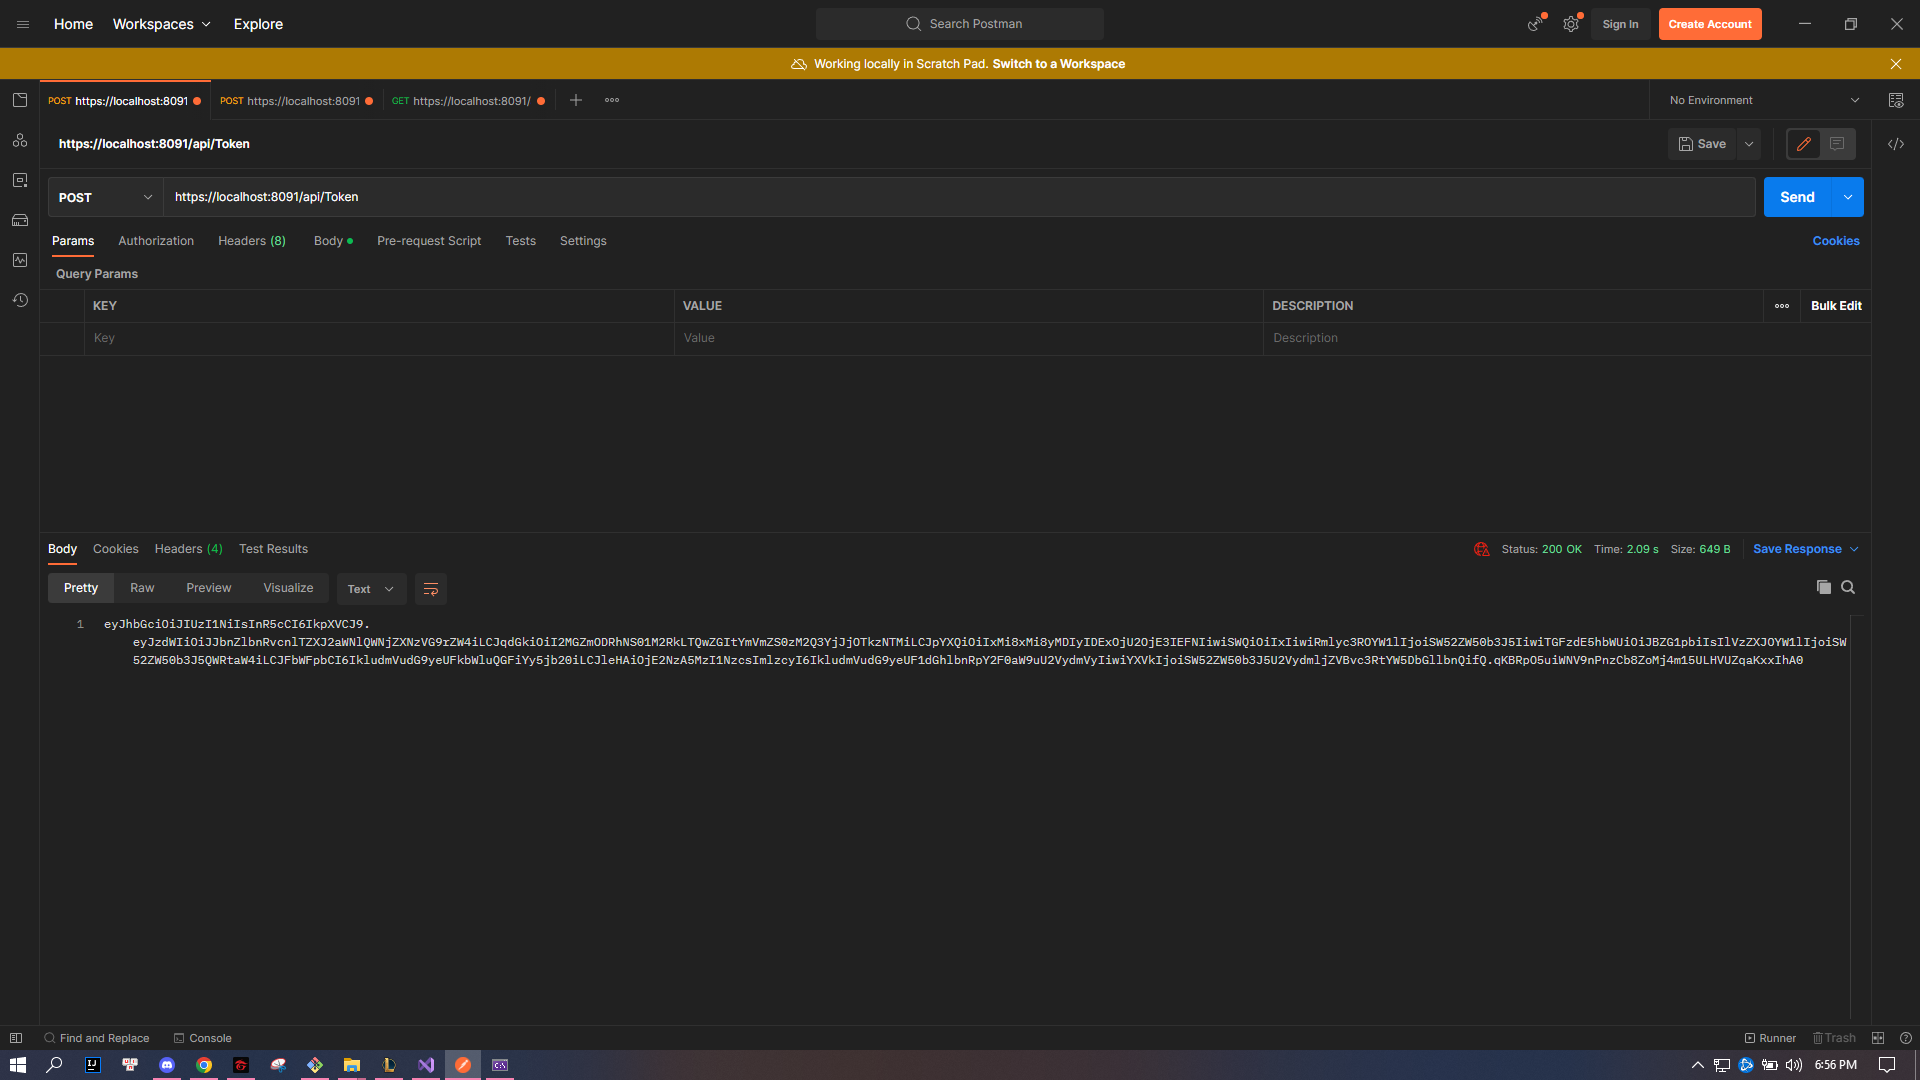 Home Workspaces Explore Search Postman Sign In Create Account
Working locally in Scratch Pad. Switch to a Workspace
POST https://localhost:8091 POST https://localhost:8091 GET https://localhost:8091/ No Environment
https://localhost:8091/api/Token Save
POST https://localhost:8091/api/Token Send
Params Authorization Headers (8) Body Pre-request Script Tests Settings Cookies
Query Params
KEY VALUE DESCRIPTION Bulk Edit
Key Value Description
Body Cookies Headers (4) Test Results Status: 200 OK Time: 2.09 s Size: 649 B Save Response
Pretty Raw Preview Visualize Text
1 eyJhbGciOiJIUzI1NiIsInR5cCI6IkpXVCJ9.
eyJzdWIiOiJJbnZlbnRvcnlTZXJ2aWNlQWNjZXNzVG9rZW4iLCJqdGkiOiI2MGZmODRhNS01M2RkLTQwZGItYmVmZS0zM2Q3YjJjOTkzNTMiLCJpYXQiOiIxMi8xMi8yMDIyIDExOjU2OjE3IEFNIiwiSWQiOiIxIiwiRmlyc3ROYW1lIjoiSW52ZW50b3J5IiwiTGFzdE5hbWUiOiJBZG1pbiIsIlVzZXJOYW1lIjoiSW
52ZW50b3J5QWRtaW4iLCJFbWFpbCI6IkludmVudG9yeUFkbWluQGFiYy5jb20iLCJleHAiOjE2NzA5MzI1NzcsImlzcyI6IkludmVudG9yeUF1dGhlbnRpY2F0aW9uU2VydmVyIiwiYXVkIjoiSW52ZW50b3J5U2VydmljZVBvc3RtYW5DbGllbnQifQ.qKBRpO5uiWNV9nPnzCb8ZoMj4m15ULHVUZqaKxxIhA0
Find and Replace Console Runner Trash
6:56 PM